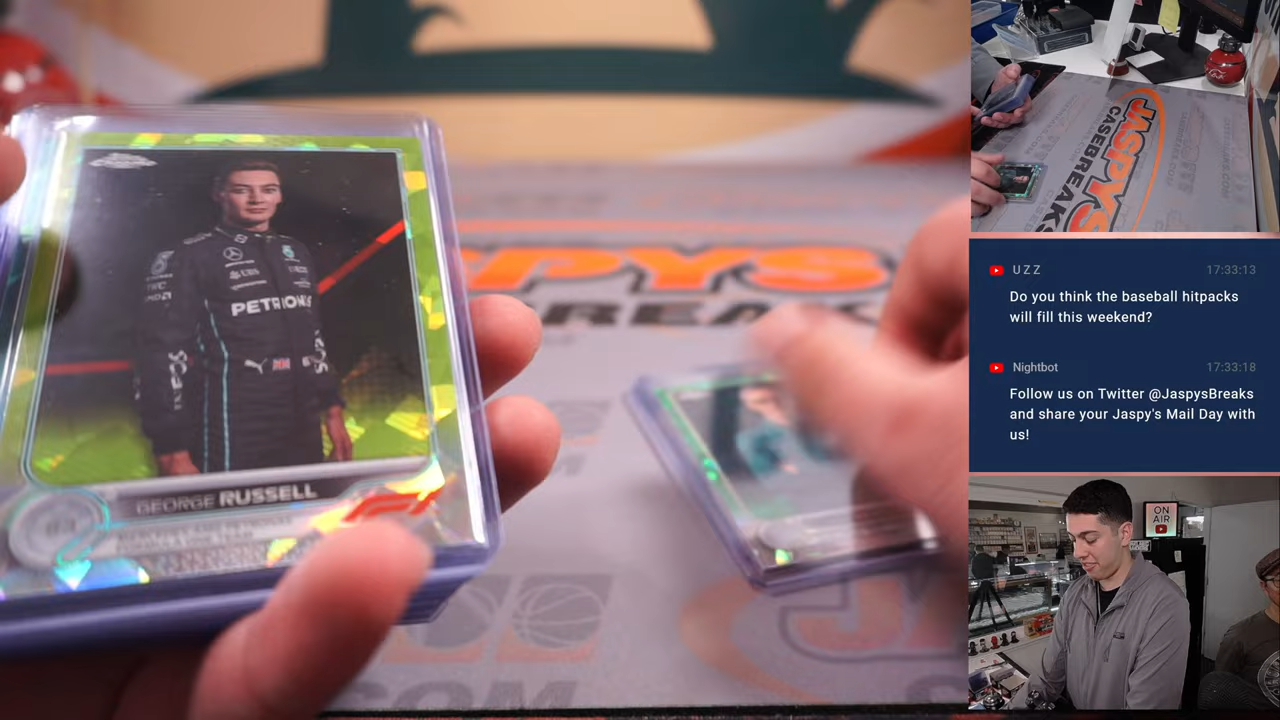 PETRONAS
GEORGE RUSSELL
F1
JASPYS
CASEBREAKS
UZZ
17:33:13
Do you think the baseball hitpacks
will fill this weekend?
Nightbot
17:33:18
Follow us on Twitter @JaspysBreaks
and share your Jaspy's Mail Day with
us!
ON
AIR
.COM